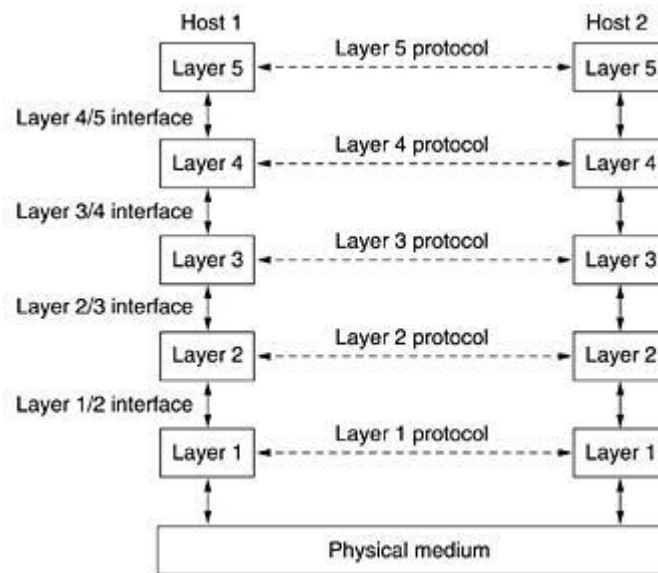 Host 1
Host 2
Layer 5 protocol
Layer 5
Layer 5
Layer 4/5 interface
Layer 4 protocol
Layer 4
Layer 4
Layer 3/4 interface
Layer 3 protocol
Layer 3
Layer 3
Layer 2/3 interface
Layer 2 protocol
Layer 2
Layer 2
Layer 1/2 interface
Layer 1 protocol
Layer 1
Layer 1
Physical medium